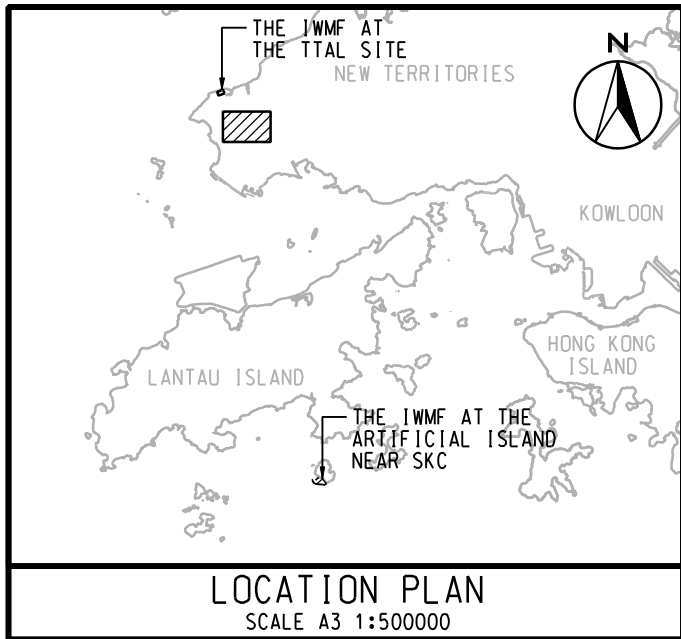 THE IWMF AT
THE TTAL SITE
NEW TERRITORIES
N
KOWLOON
HONG KONG
ISLAND
LANTAU ISLAND
THE IWMF AT THE
ARTIFICIAL ISLAND
NEAR SKC
LOCATION PLAN
SCALE A3 1:500000